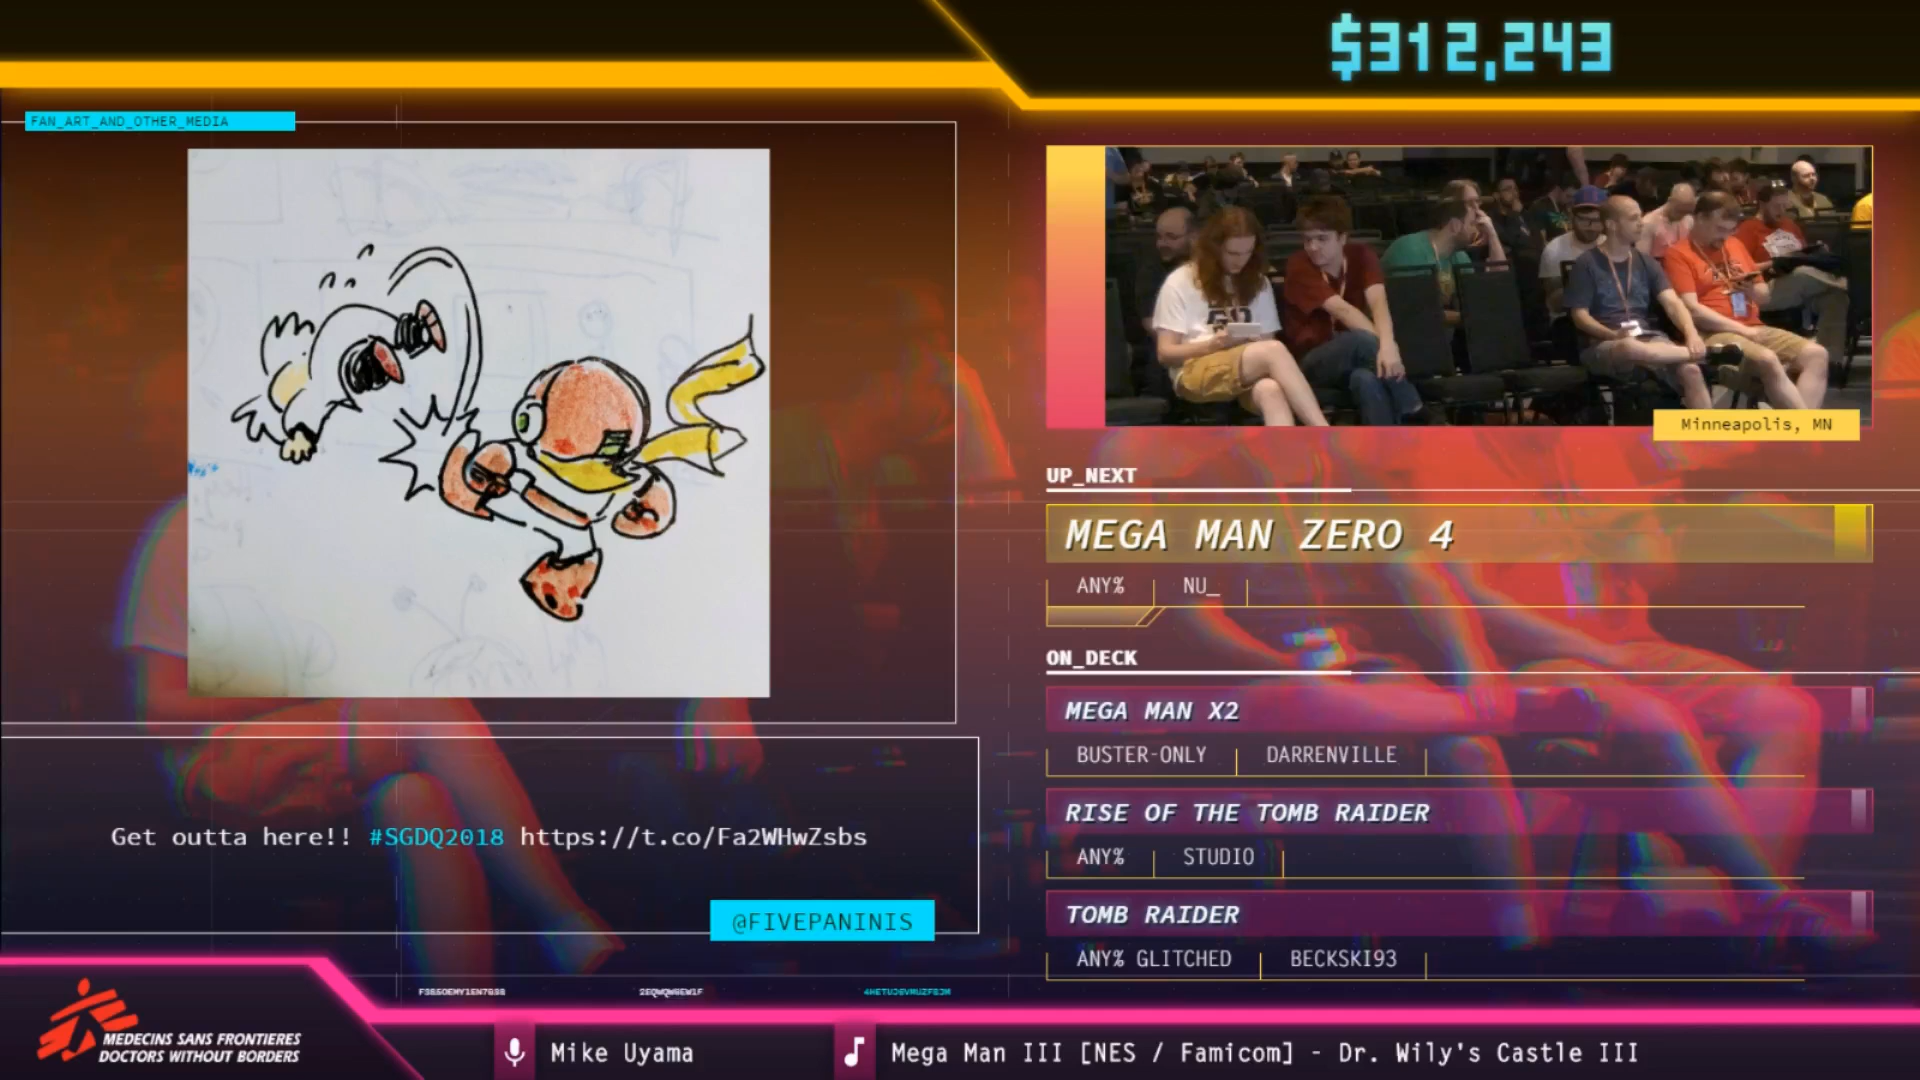 $312,243
FAN_ART_AND_OTHER_MEDIA
Minneapolis, MN
UP_NEXT
MEGA MAN ZERO 4
ANY% NU_
ON_DECK
MEGA MAN X2
BUSTER-ONLY DARRENVILLE
RISE OF THE TOMB RAIDER
ANY% STUDIO
TOMB RAIDER
ANY% GLITCHED BECKSKI93
Get outta here!! #SGDQ2018 https://t.co/Fa2WHwZsbs
@FIVEPANINIS
MEDECINS SANS FRONTIERES
DOCTORS WITHOUT BORDERS
Mike Uyama
Mega Man III [NES / Famicom] - Dr. Wily's Castle III